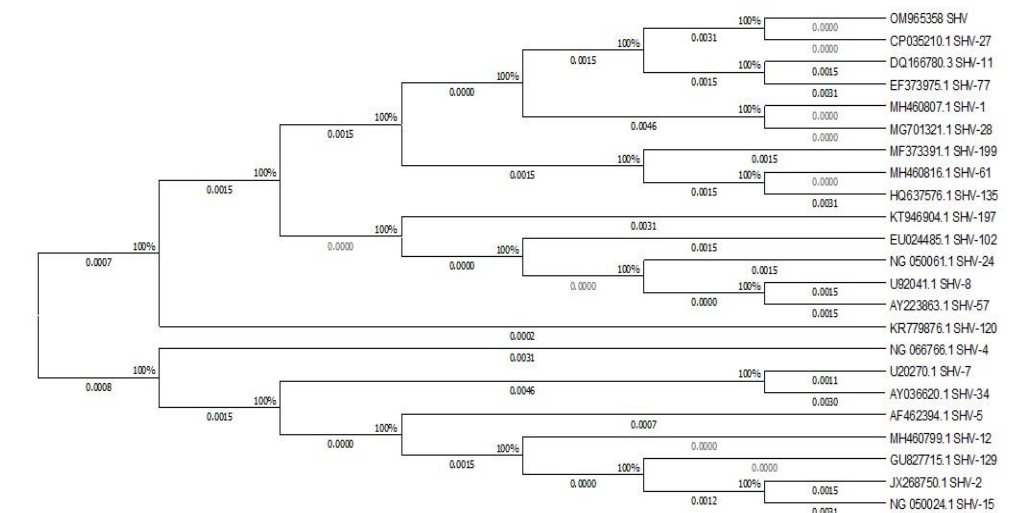 100% OM965358 SHV
0.0000
100% 0.0031 CP035210.1 SHV-27
0.0000
0.0015 100% DQ166780.3 SHV-11
0.0015
100% 0.0015 EF373975.1 SHV-77
0.0031
0.0000 100% MH460807.1 SHV-1
0.0000
100% 0.0046 MG701321.1 SHV-28
0.0000
0.0015 100% MF373391.1 SHV-199
0.0015
0.0015 100% MH460816.1 SHV-61
0.0000
100% 0.0015 HQ637576.1 SHV-135
0.0031
0.0015 KT946904.1 SHV-197
0.0031
100% EU024485.1 SHV-102
0.0000 0.0015
100% NG 050061.1 SHV-24
0.0000 0.0015
100% 100% U92041.1 SHV-8
0.0007 0.0000 0.0015
100% AY223863.1 SHV-57
0.0000 0.0015
KR779876.1 SHV-120
0.0002
NG 066766.1 SHV-4
0.0031
100% 100% U20270.1 SHV-7
0.0008 0.0046 0.0011
100% AY036620.1 SHV-34
0.0015 0.0030
AF462394.1 SHV-5
0.0007
100% MH460799.1 SHV-12
0.0000 0.0000
100% GU827715.1 SHV-129
0.0015 0.0000
100% 100% JX268750.1 SHV-2
0.0000 0.0015
0.0012 NG 050024.1 SHV-15
0.0031